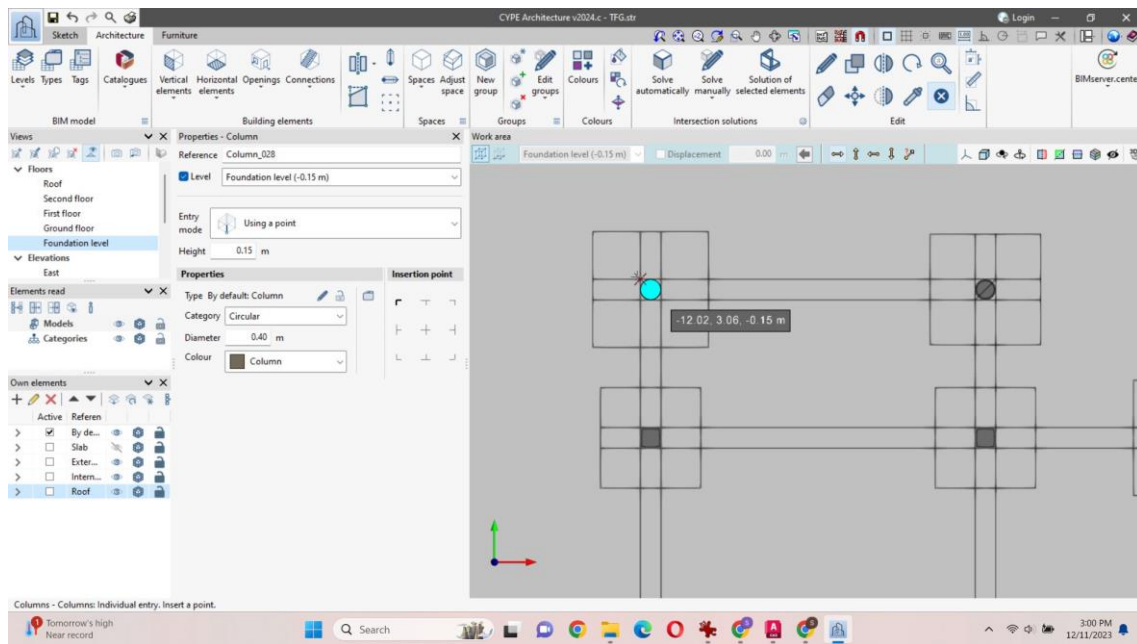 CYPE Architecture v2024.c - TFG.str
Login
Sketch Architecture Furniture
Levels Types Tags Catalogues
Vertical elements
Horizontal elements
Openings Connections
Spaces Adjust space
New group
Edit groups
Colours
Solve automatically
Solve manually
Solution of selected elements
BIMserver.cente
BIM model
Building elements
Spaces
Groups
Colours
Intersection solutions
Edit
Views
Floors
Roof
Second floor
First floor
Ground floor
Foundation level
Elevations
East
Elements read
Models
Categories
Own elements
Active Referen
By de...
Slab
Exter...
Intern...
Roof
Properties - Column
Reference Column_028
Level Foundation level (-0.15 m)
Entry mode
Using a point
Height 0.15 m
Properties
Insertion point
Type By default: Column
Category Circular
Diameter 0.40 m
Colour Column
Work area
Foundation level (-0.15 m)
Displacement 0.00 m
-12.02, 3.06, -0.15 m
Columns - Columns: Individual entry. Insert a point.
Tomorrow's high
Near record
Search
3:00 PM
12/11/2023